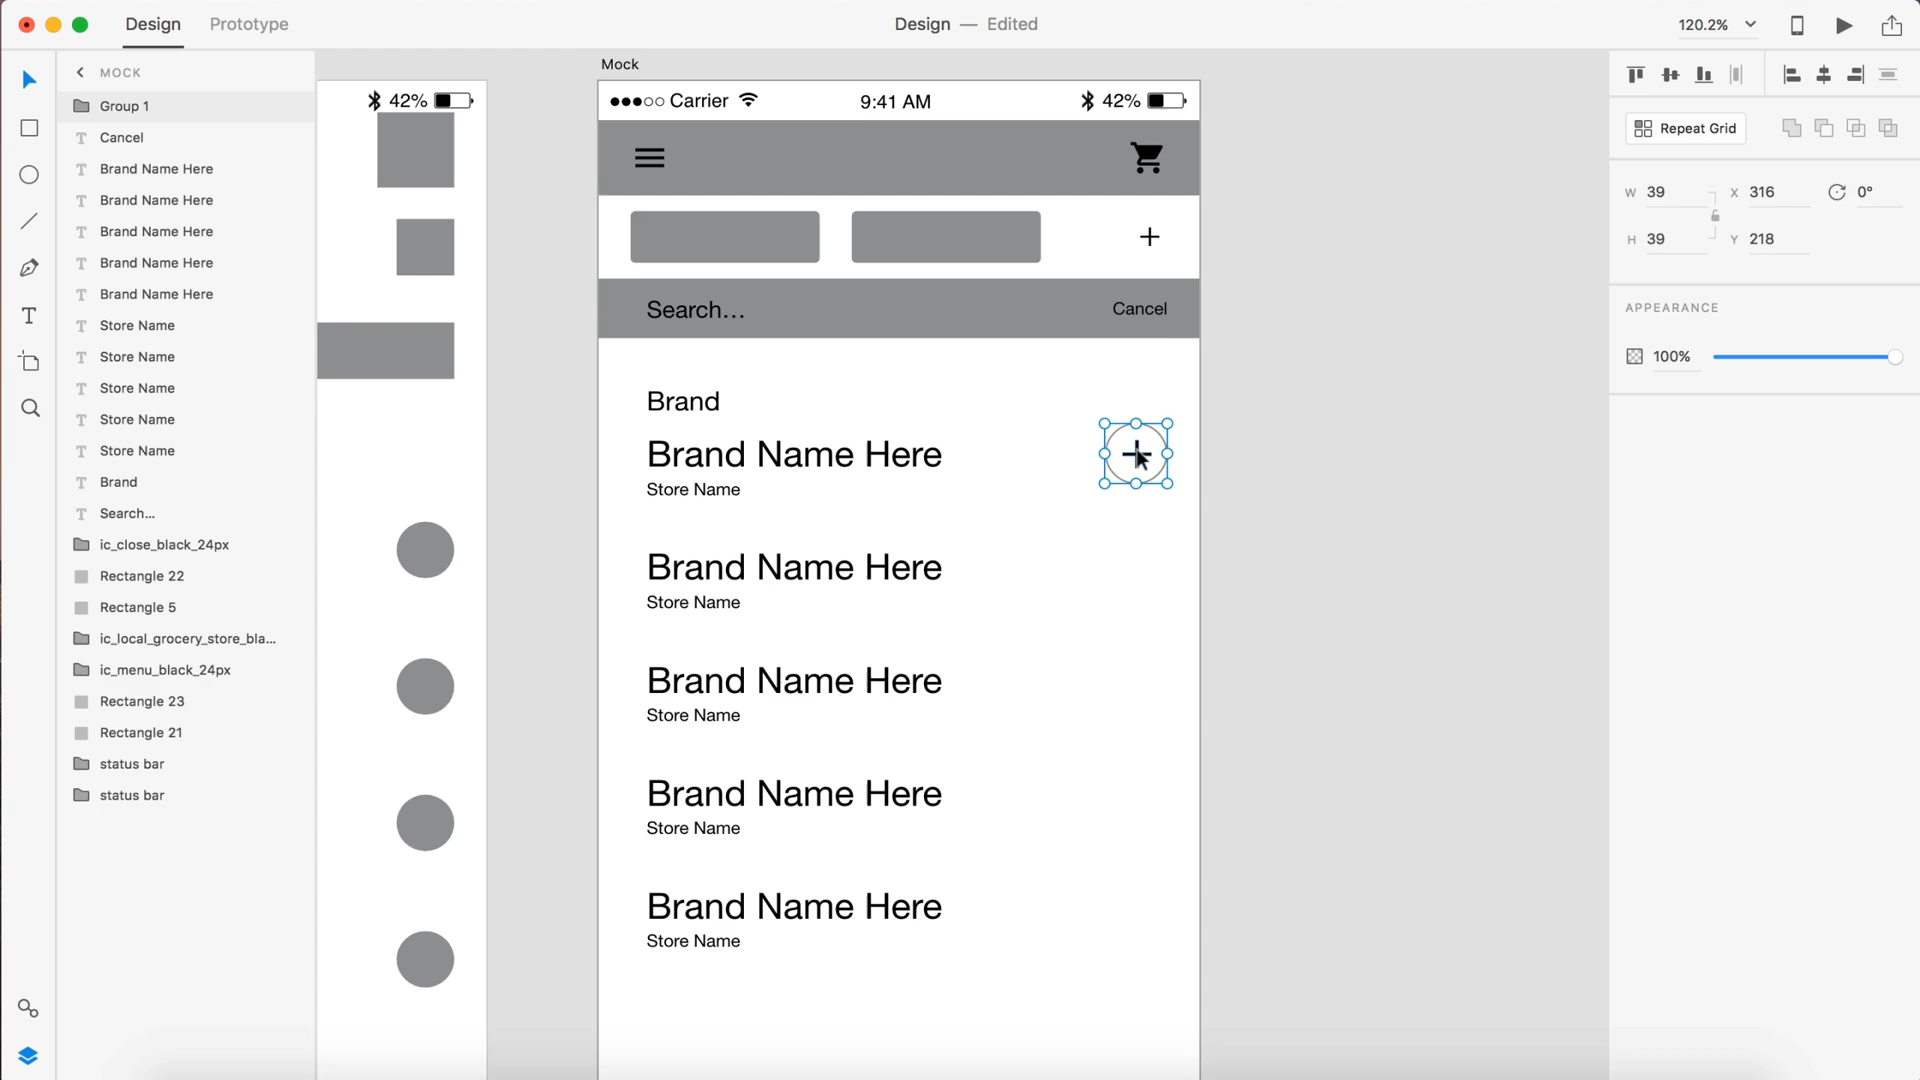 Design Prototype
Design — Edited
120.2%
MOCK
Group 1
Cancel
Brand Name Here
Brand Name Here
Brand Name Here
Brand Name Here
Brand Name Here
Store Name
Store Name
Store Name
Store Name
Store Name
Brand
Search...
ic_close_black_24px
Rectangle 22
Rectangle 5
ic_local_grocery_store_bla...
ic_menu_black_24px
Rectangle 23
Rectangle 21
status bar
status bar
42%
Mock
Carrier 9:41 AM 42%
Search... Cancel
Brand
Brand Name Here
Store Name
Brand Name Here
Store Name
Brand Name Here
Store Name
Brand Name Here
Store Name
Brand Name Here
Store Name
Repeat Grid
W 39 X 316 0°
H 39 Y 218
APPEARANCE
100%